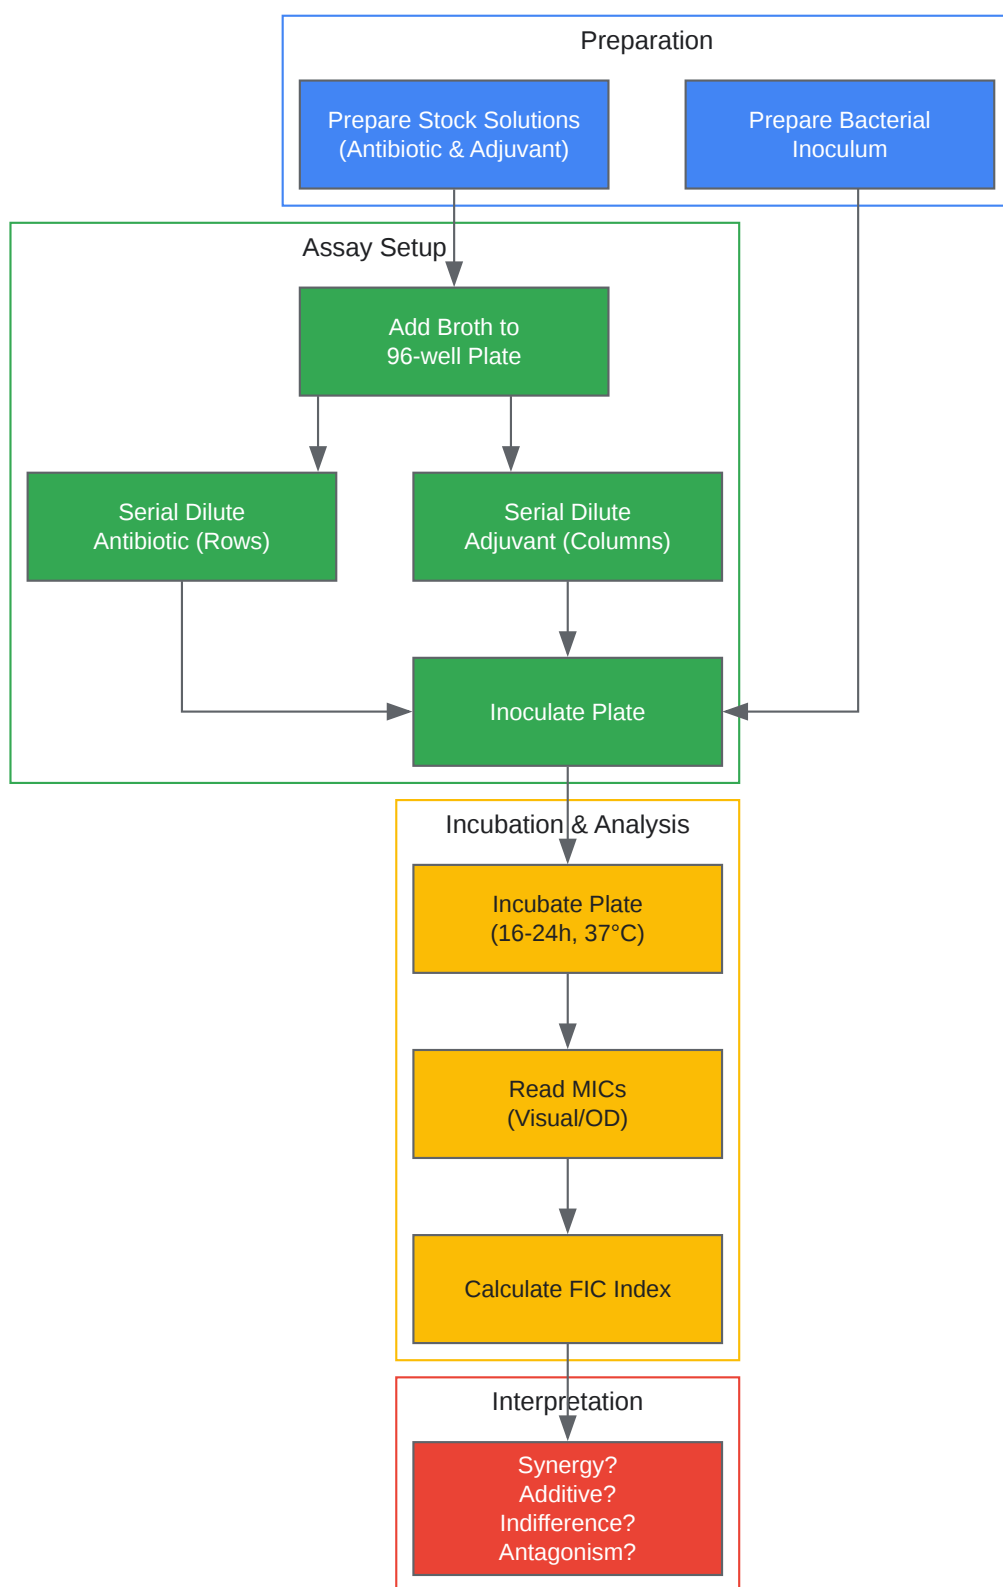 Preparation
Prepare Stock Solutions
(Antibiotic & Adjuvant)
Prepare Bacterial
Inoculum
Assay Setup
Add Broth to
96-well Plate
Serial Dilute
Antibiotic (Rows)
Serial Dilute
Adjuvant (Columns)
Inoculate Plate
Incubation & Analysis
Incubate Plate
(16-24h, 37°C)
Read MICs
(Visual/OD)
Calculate FIC Index
Interpretation
Synergy?
Additive?
Indifference?
Antagonism?